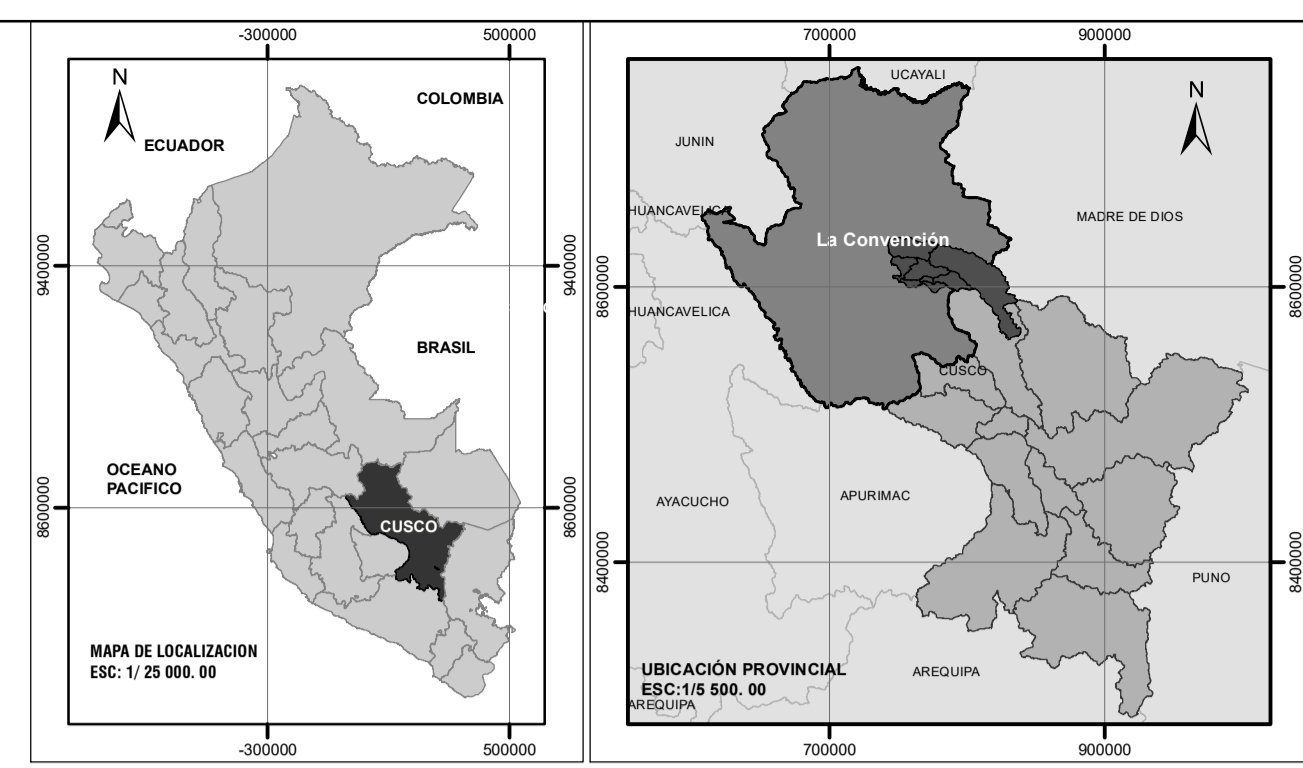 -300000
500000
N
COLOMBIA
ECUADOR
9400000
9400000
BRASIL
OCEANO
PACIFICO
8600000
8600000
CUSCO
MAPA DE LOCALIZACION
ESC: 1/ 25 000. 00
-300000
500000
700000
900000
UCAYALI
N
JUNIN
HUANCAVELICA
MADRE DE DIOS
La Convención
8600000
8600000
HUANCAVELICA
CUSCO
AYACUCHO
APURIMAC
8400000
8400000
PUNO
UBICACIÓN PROVINCIAL
ESC:1/5 500. 00
AREQUIPA
AREQUIPA
700000
900000